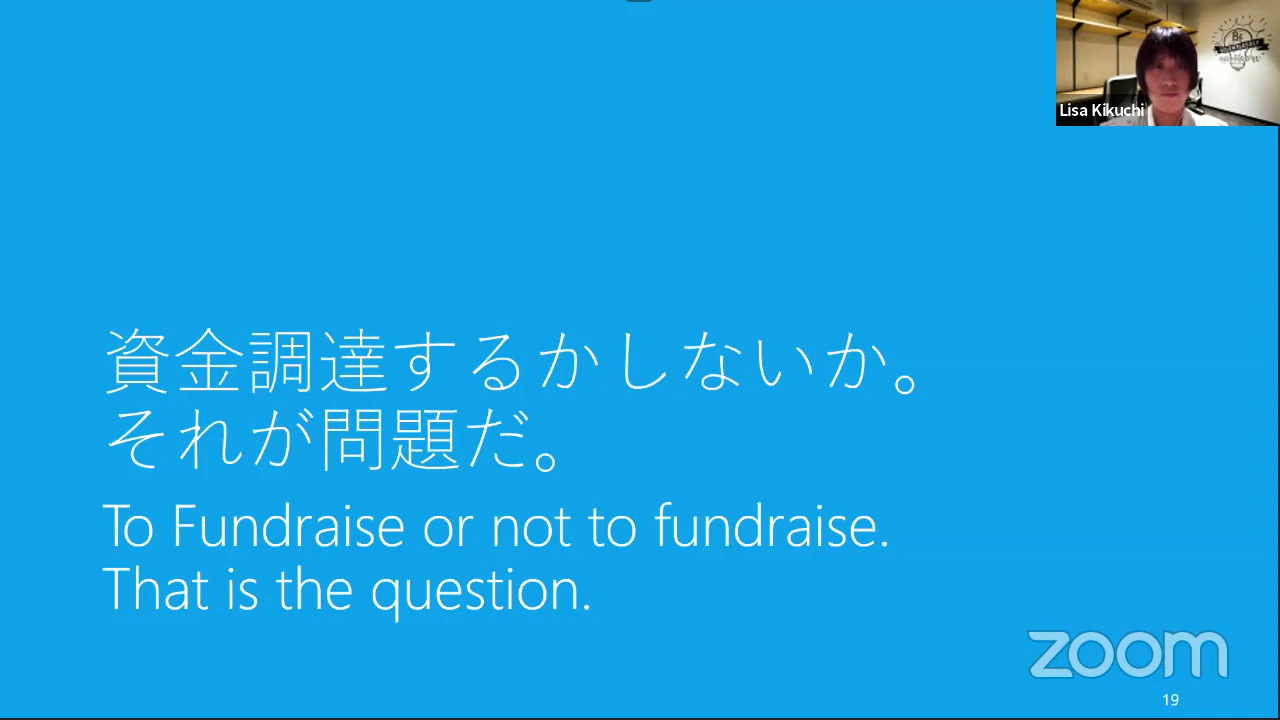 Lisa Kikuchi
資金調達するかしないか。
それが問題だ。
To Fundraise or not to fundraise.
That is the question.
zoom
19